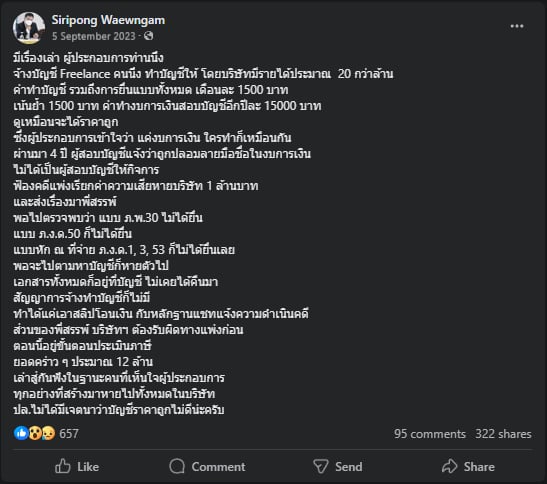 Siripong Waewngam
5 September 2023 ·
มีเรื่องเล่า ผู้ประกอบการท่านนึง
จ้างบัญชี Freelance คนนึง ทำบัญชีให้ โดยบริษัทมีรายได้ประมาณ 20 กว่าล้าน
ค่าทำบัญชี รวมถึงการยื่นแบบทั้งหมด เดือนละ 1500 บาท
เน้นย้ำ 1500 บาท ค่าทำงบการเงินสอบบัญชีอีกปีละ 15000 บาท
ดูเหมือนจะได้ราคาถูก
ซึ่งผู้ประกอบการเข้าใจว่า แค่งบการเงิน ใครทำก็เหมือนกัน
ผ่านมา 4 ปี ผู้สอบบัญชีแจ้งว่าถูกปลอมลายมือชื่อในงบการเงิน
ไม่ได้เป็นผู้สอบบัญชีให้กิจการ
ฟ้องคดีแพ่งเรียกค่าความเสียหายบริษัท 1 ล้านบาท
และส่งเรื่องมาพี่สรรพ์
พอไปตรวจพบว่า แบบ ภ.พ.30 ไม่ได้ยื่น
แบบ ภ.ง.ด.50 ก็ไม่ได้ยื่น
แบบหัก ณ ที่จ่าย ภ.ง.ด.1, 3, 53 ก็ไม่ได้ยื่นเลย
พอจะไปตามหาบัญชีก็หายตัวไป
เอกสารทั้งหมดก็อยู่ที่บัญชี ไม่เคยได้คืนมา
สัญญาการจ้างทำบัญชีก็ไม่มี
ทำได้แค่เอาสลิปโอนเงิน กับหลักฐานแชทแจ้งความดำเนินคดี
ส่วนของพี่สรรพ์ บริษัทฯ ต้องรับผิดทางแพ่งก่อน
ตอนนี้อยู่ขั้นตอนประเมินภาษี
ยอดคร่าว ๆ ประมาณ 12 ล้าน
เล่าสู่กันฟังในฐานะคนที่เห็นใจผู้ประกอบการ
ทุกอย่างที่สร้างมาหายไปทั้งหมดในบริษัท
ปล.ไม่ได้มีเจตนาว่าบัญชีราคาถูกไม่ดีน่ะครับ
657
95 comments 322 shares
Like Comment Send Share